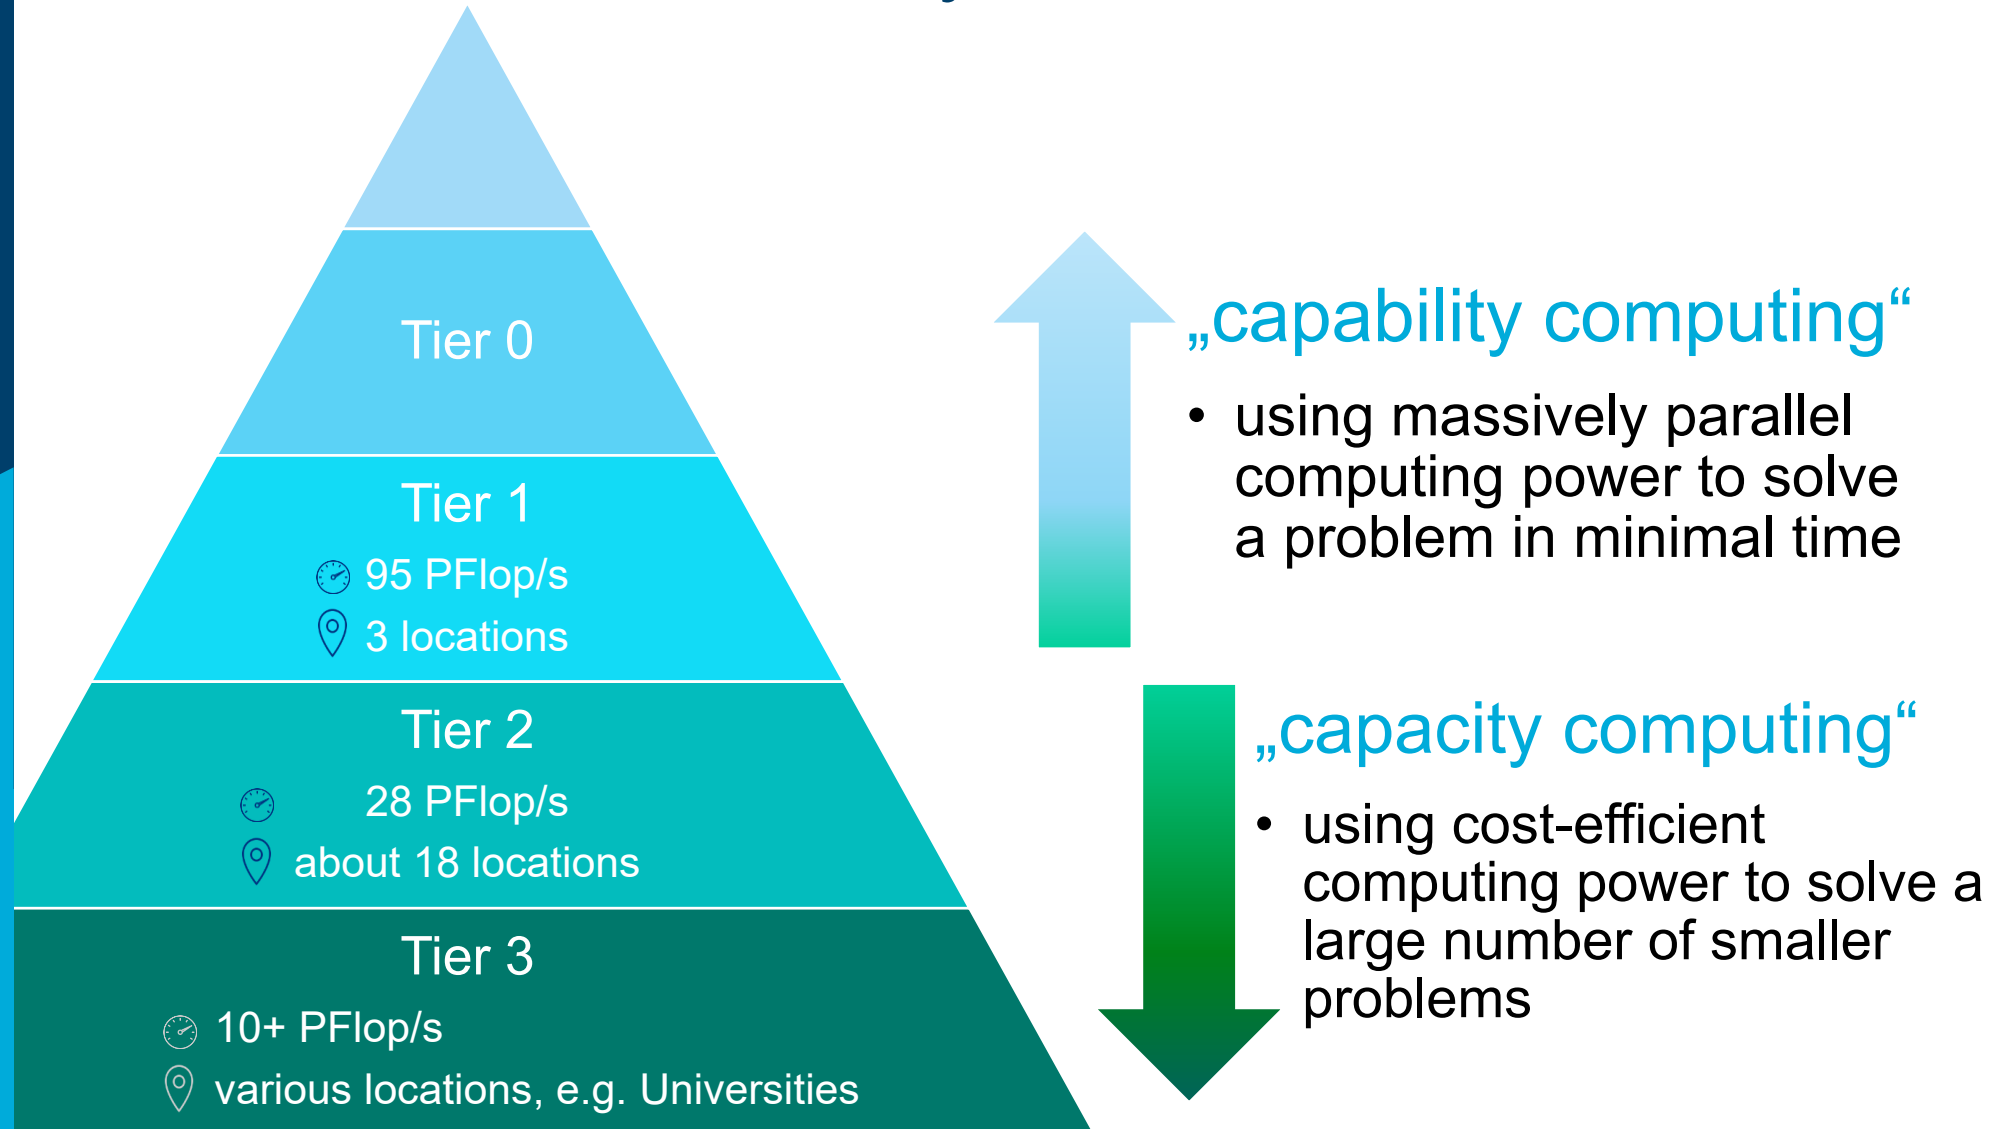 Tier 0
Tier 1
95 PFlop/s
3 locations
Tier 2
28 PFlop/s
about 18 locations
Tier 3
10+ PFlop/s
various locations, e.g. Universities
„capability computing“
• using massively parallel
computing power to solve
a problem in minimal time
„capacity computing“
• using cost-efficient
computing power to solve a
large number of smaller
problems